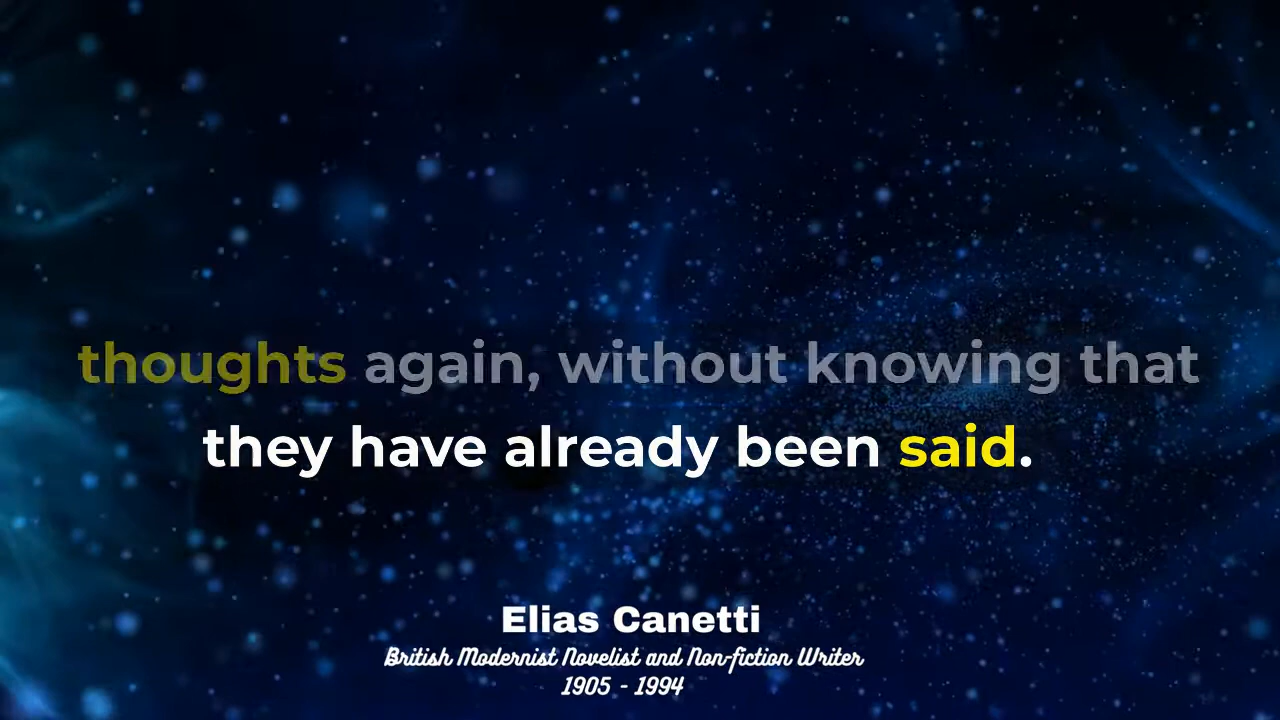 thoughts again, without knowing that
they have already been said.
Elias Canetti
British Modernist Novelist and Non-fiction Writer
1905 - 1994